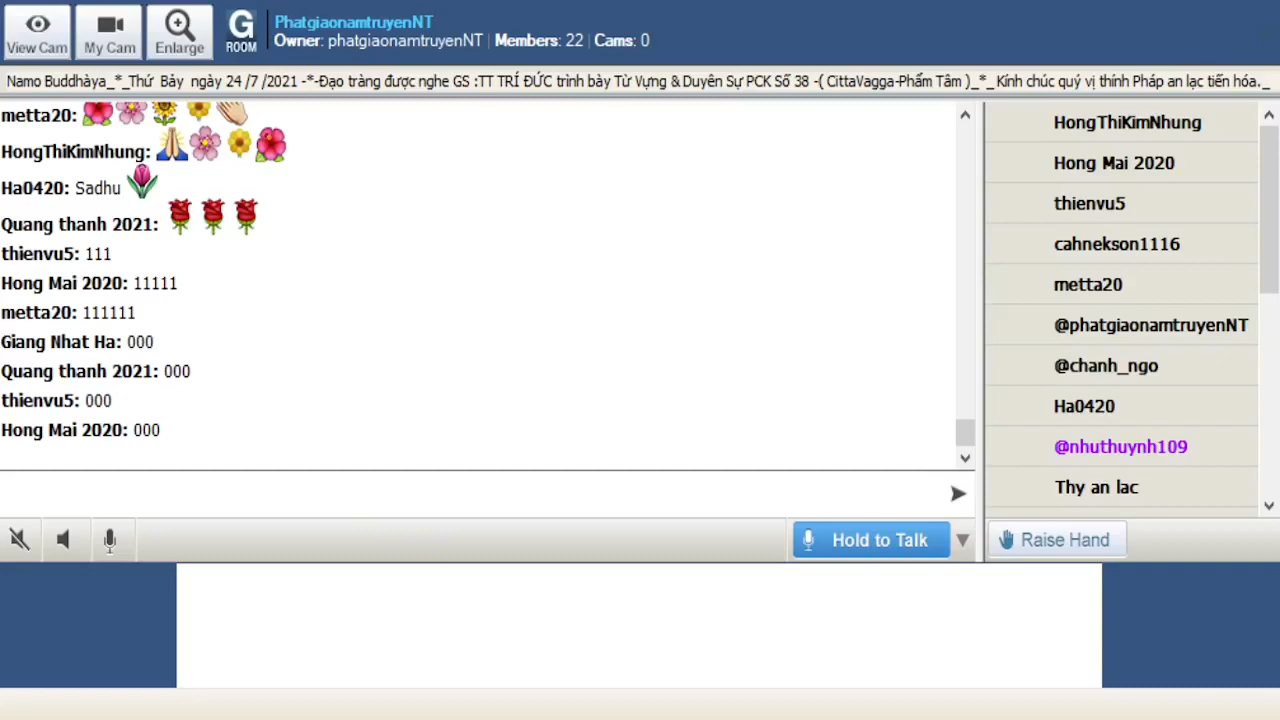 View Cam
My Cam
Enlarge
G
ROOM
PhatgiaonamtruyenNT
Owner: phatgiaonamtruyenNT | Members: 22 | Cams: 0
Namo Buddhàya_*_Thứ Bảy ngày 24 /7 /2021 -*-Đạo tràng được nghe GS :TT TRÍ ĐỨC trình bày Từ Vựng & Duyên Sự PCK Số 38 -( CittaVagga-Phẩm Tâm )_*_Kính chúc quý vị thính Pháp an lạc tiến hóa._
metta20:
HongThiKimNhung:
Ha0420: Sadhu
Quang thanh 2021:
thienvu5: 111
Hong Mai 2020: 11111
metta20: 111111
Giang Nhat Ha: 000
Quang thanh 2021: 000
thienvu5: 000
Hong Mai 2020: 000
HongThiKimNhung
Hong Mai 2020
thienvu5
cahnekson1116
metta20
@phatgiaonamtruyenNT
@chanh_ngo
Ha0420
@nhuthuynh109
Thy an lac
Hold to Talk
Raise Hand